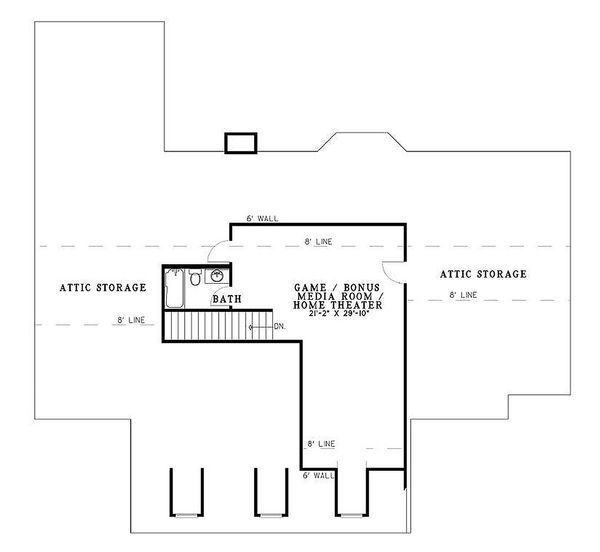 6' WALL
8' LINE
ATTIC STORAGE
BATH
GAME / BONUS
MEDIA ROOM /
HOME THEATER
21'-2" X 29'-10"
ATTIC STORAGE
8' LINE
8' LINE
DN.
8' LINE
6' WALL